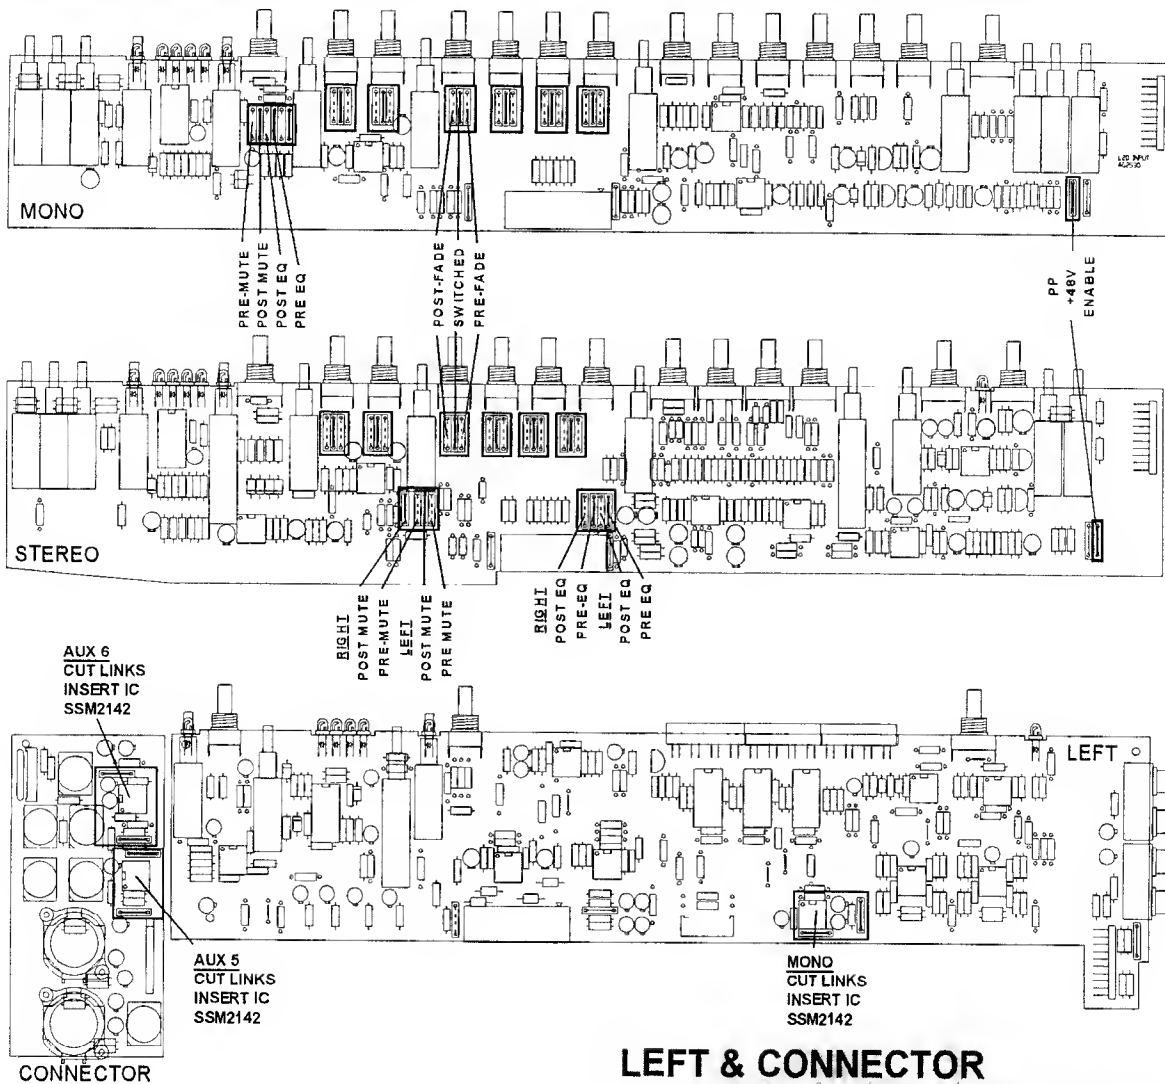 L2D INPUT
AG2530
MONO
PRE-MUTE
POST MUTE
POST EQ
PRE EQ
POST-FADE
SWITCHED
PRE-FADE
PP
+48V
ENABLE
STEREO
RIGHT
POST MUTE
PRE-MUTE
LEFT
POST MUTE
PRE MUTE
RIGHT
POST EQ
PRE-EQ
LEFT
POST EQ
PRE EQ
AUX 6
CUT LINKS
INSERT IC
SSM2142
LEFT
AUX 5
CUT LINKS
INSERT IC
SSM2142
MONO
CUT LINKS
INSERT IC
SSM2142
CONNECTOR
LEFT & CONNECTOR